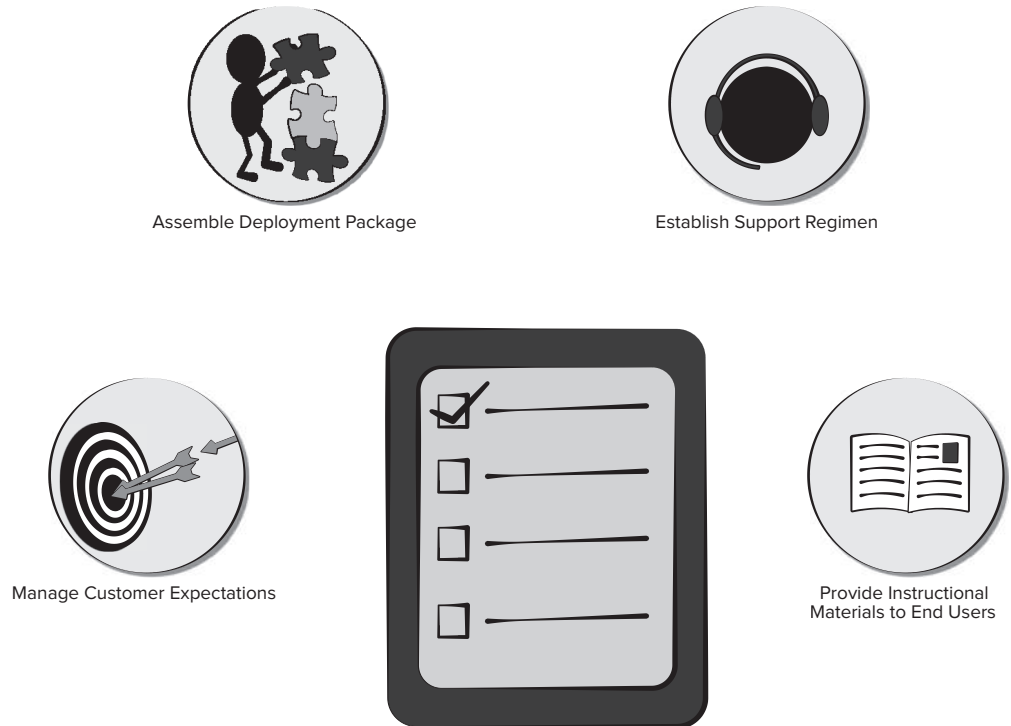 Assemble Deployment Package
Establish Support Regimen
Manage Customer Expectations
Provide Instructional
Materials to End Users